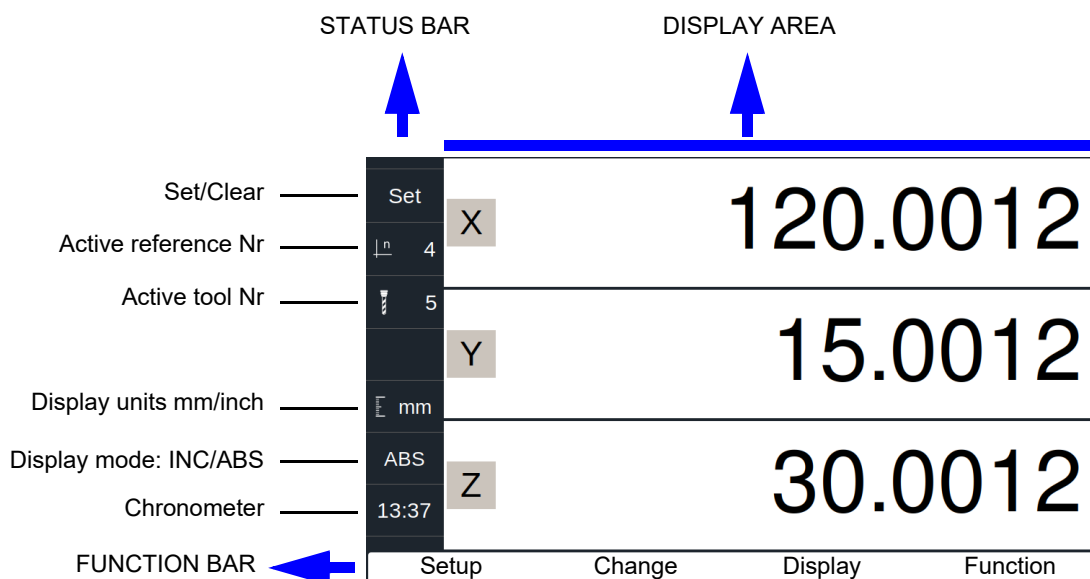 STATUS BAR
DISPLAY AREA
Set/Clear
Set
X
120.0012
Active reference Nr
n
4
Active tool Nr
5
Y
15.0012
Display units mm/inch
mm
Display mode: INC/ABS
ABS
Z
30.0012
Chronometer
13:37
FUNCTION BAR
Setup
Change
Display
Function